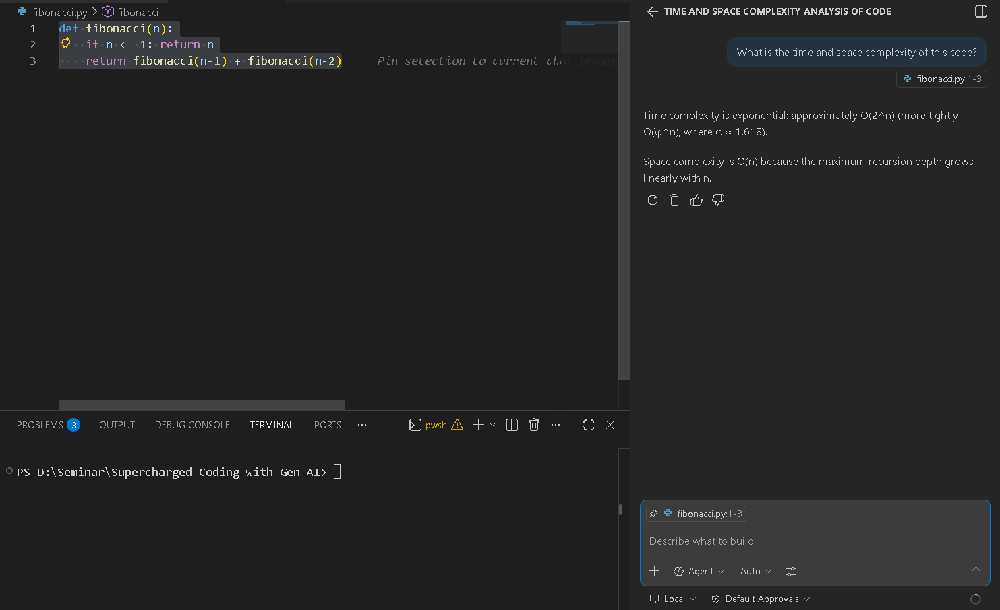 fibonacci.py > fibonacci
1 def fibonacci(n):
2 if n <= 1: return n
3 return fibonacci(n-1) + fibonacci(n-2) Pin selection to current chat prompt
PROBLEMS 3 OUTPUT DEBUG CONSOLE TERMINAL PORTS ... pwsh
PS D:\Seminar\Supercharged-Coding-with-Gen-AI>
TIME AND SPACE COMPLEXITY ANALYSIS OF CODE
What is the time and space complexity of this code?
fibonacci.py:1-3
Time complexity is exponential: approximately O(2^n) (more tightly
O(φ^n), where φ ≈ 1.618).
Space complexity is O(n) because the maximum recursion depth grows
linearly with n.
fibonacci.py:1-3
Describe what to build
Agent Auto
Local Default Approvals